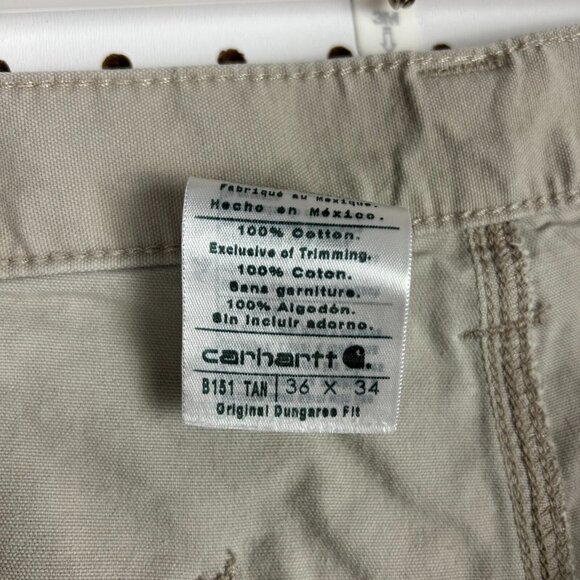 3M
Fabriqué au Mexique.
Hecho en México.
100% Cotton.
Exclusive of Trimming.
100% Coton.
Sans garniture.
100% Algodón.
Sin incluir adorno.
carhartt
B151 TAN 36 X 34
Original Dungaree Fit